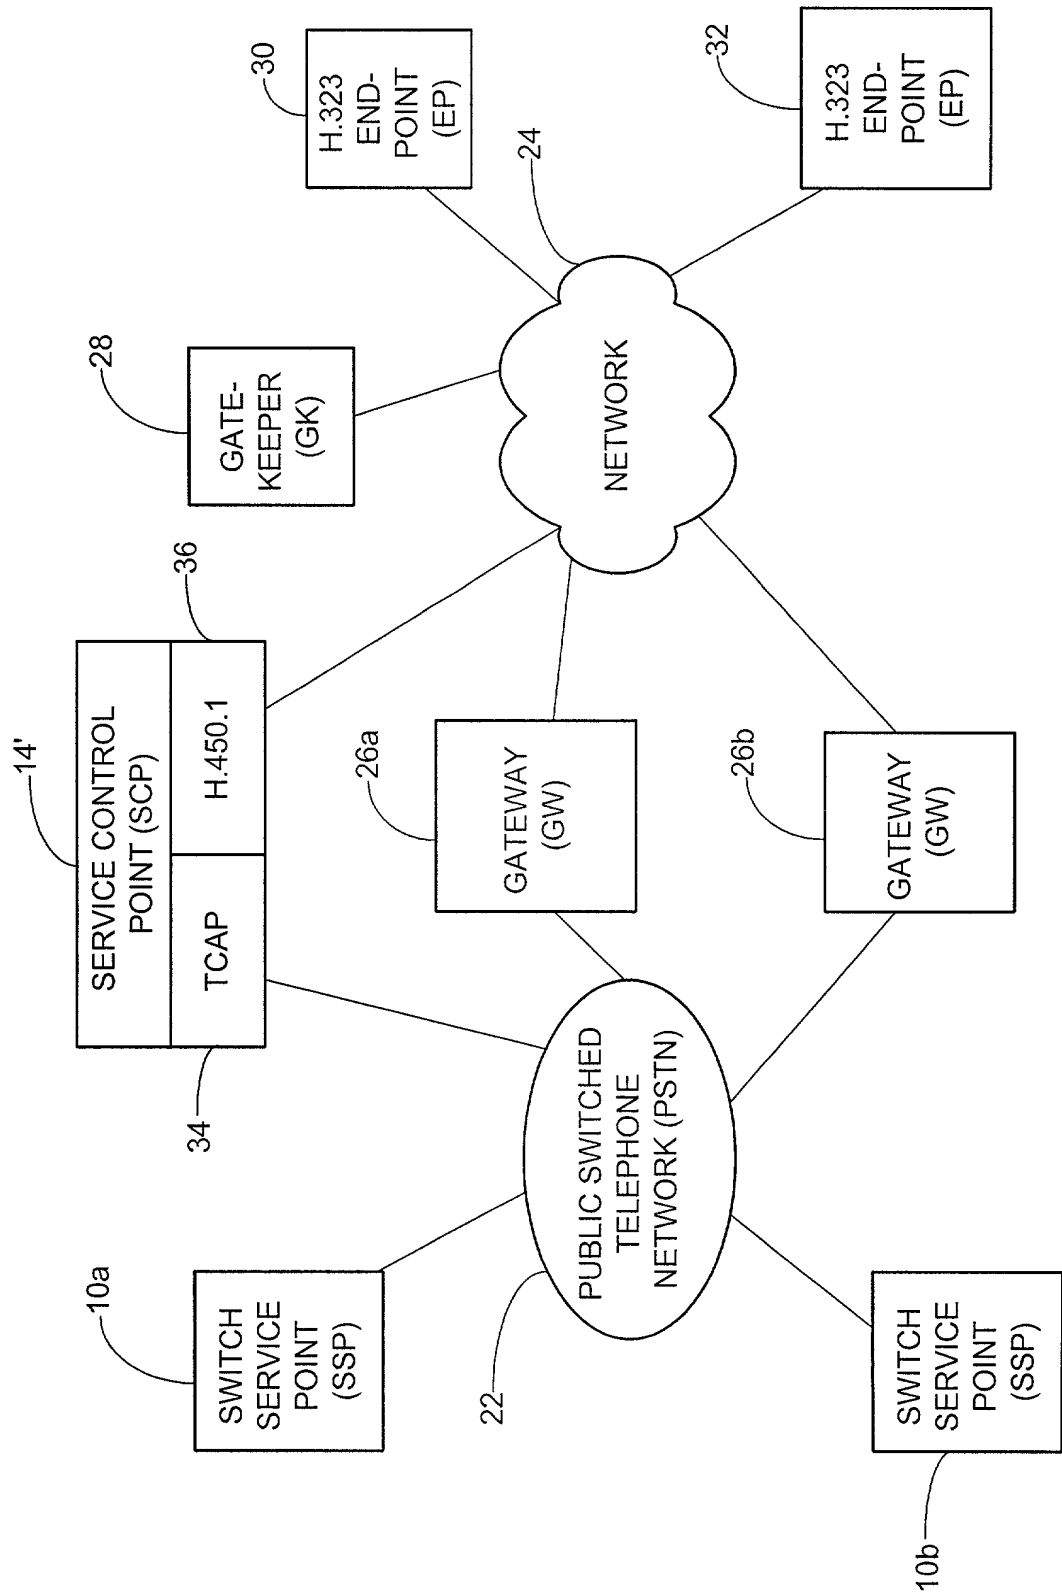 14'
SERVICE CONTROL
POINT (SCP)
TCAP
H.450.1
34
36
10a
SWITCH
SERVICE
POINT
(SSP)
28
GATE-
KEEPER
(GK)
30
H.323
END-
POINT
(EP)
22
PUBLIC SWITCHED
TELEPHONE
NETWORK (PSTN)
26a
GATEWAY
(GW)
24
NETWORK
10b
SWITCH
SERVICE
POINT
(SSP)
26b
GATEWAY
(GW)
32
H.323
END-
POINT
(EP)